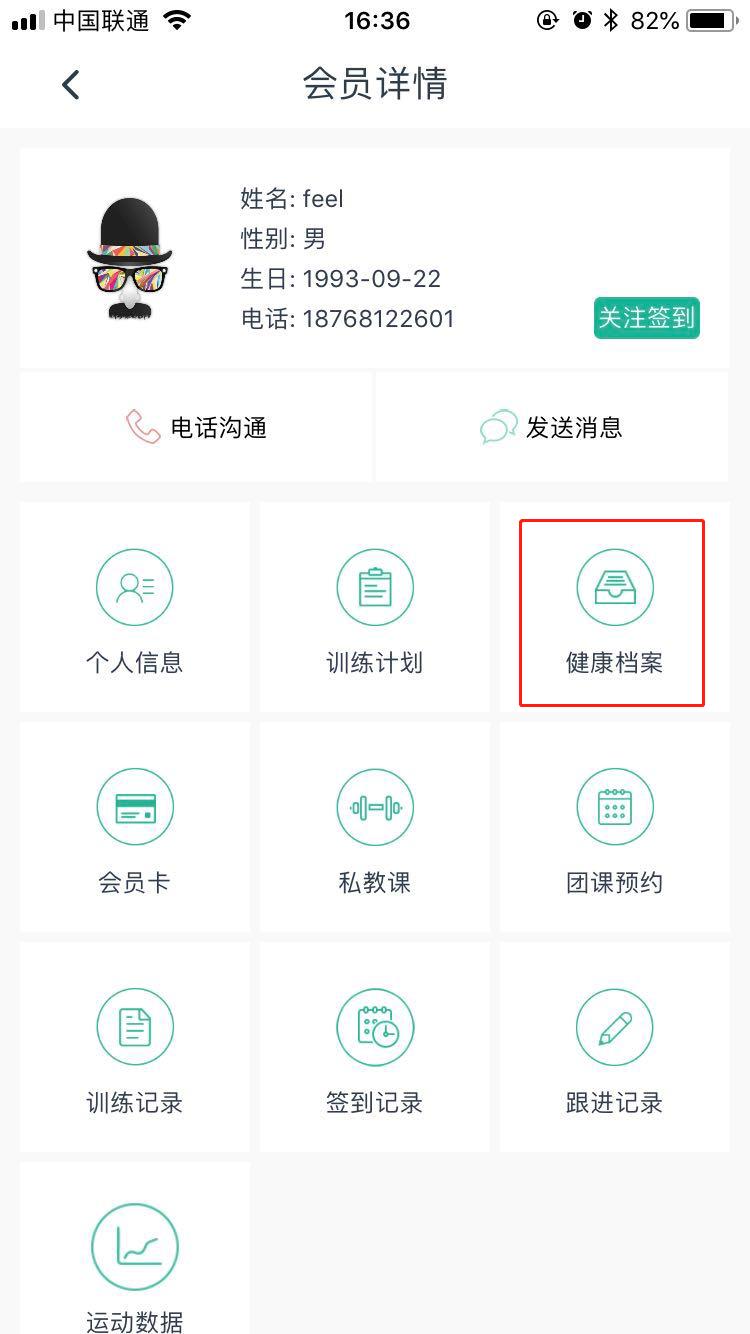 中国联通 16:36 82%
会员详情
姓名: feel
性别: 男
生日: 1993-09-22
电话: 18768122601
关注签到
电话沟通 发送消息
个人信息 训练计划 健康档案
会员卡 私教课 团课预约
训练记录 签到记录 跟进记录
运动数据